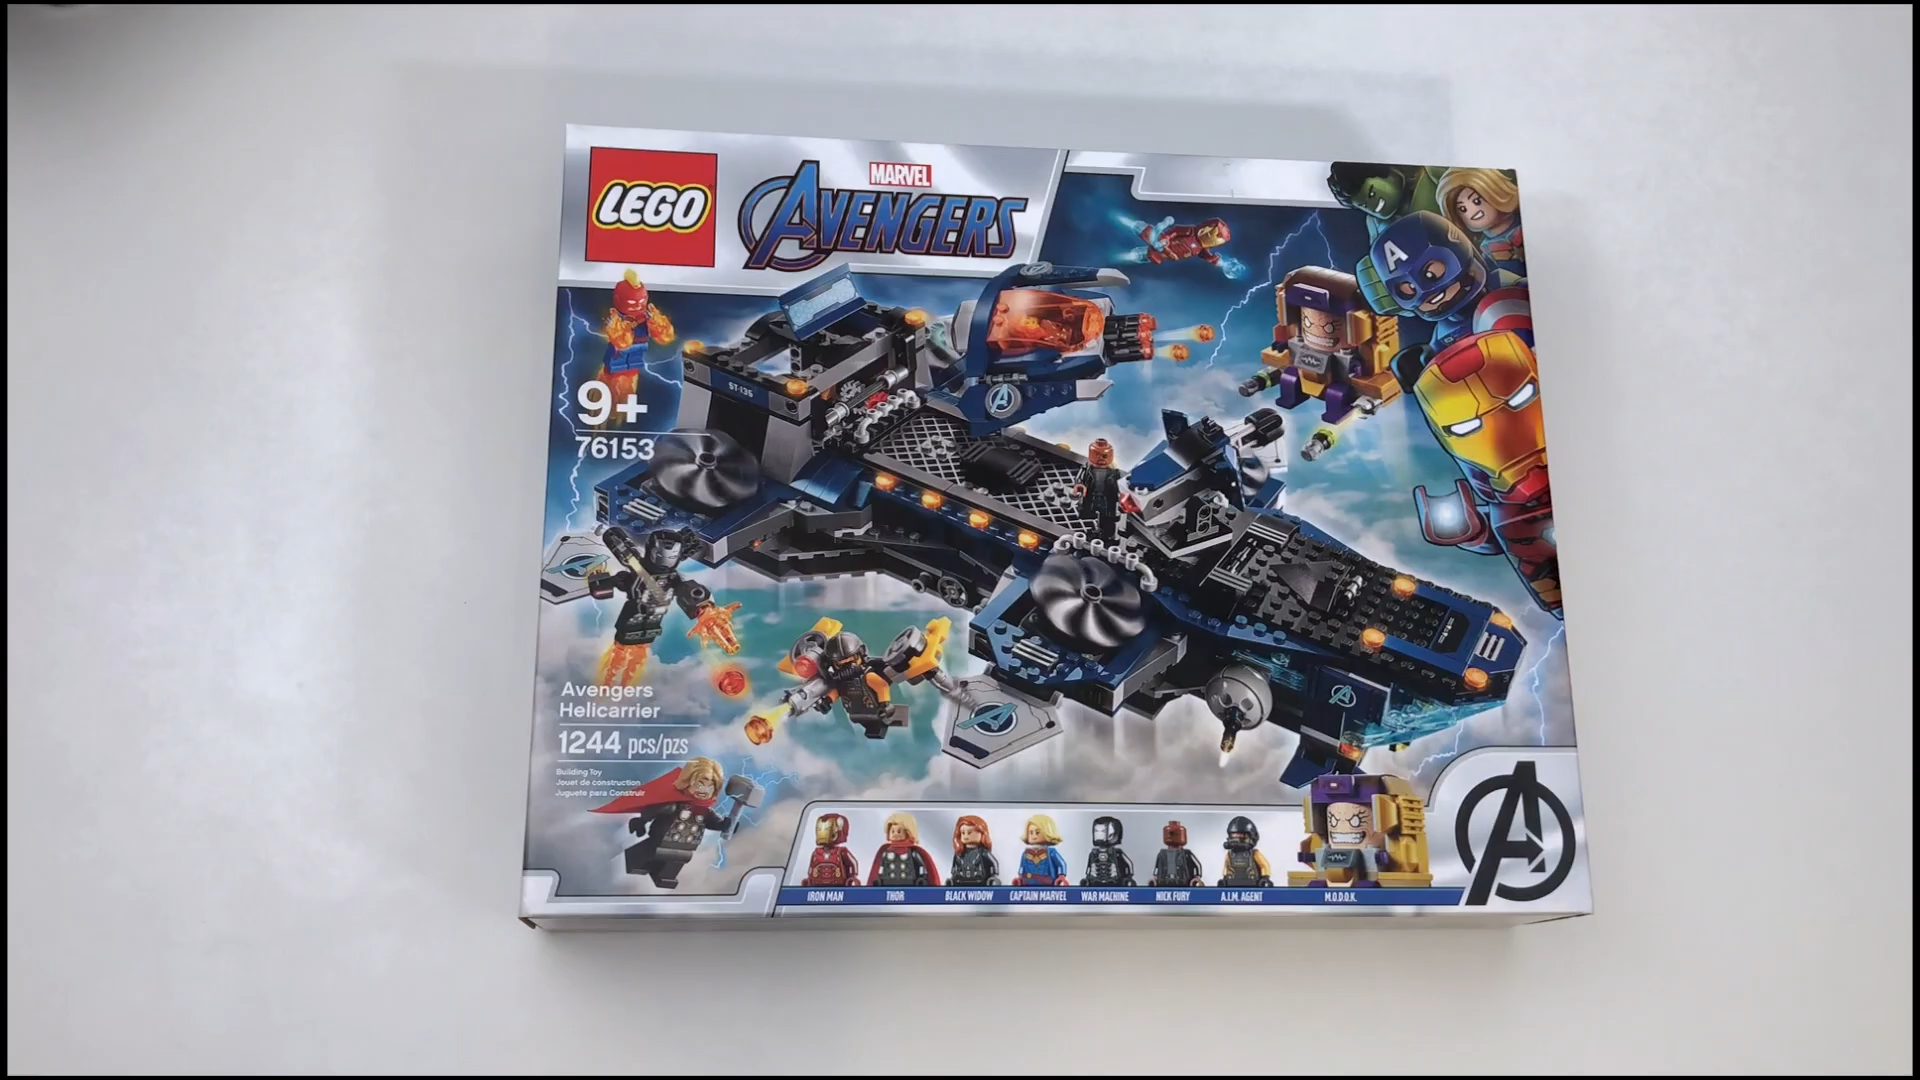 LEGO
MARVEL
AVENGERS
ST-135
9+
76153
Avengers
Helicarrier
1244 pcs/pzs
Building Toy
Jouet de construction
Juguete para Construir
IRON MAN
THOR
BLACK WIDOW
CAPTAIN MARVEL
WAR MACHINE
NICK FURY
A.I.M. AGENT
M.O.D.O.K.